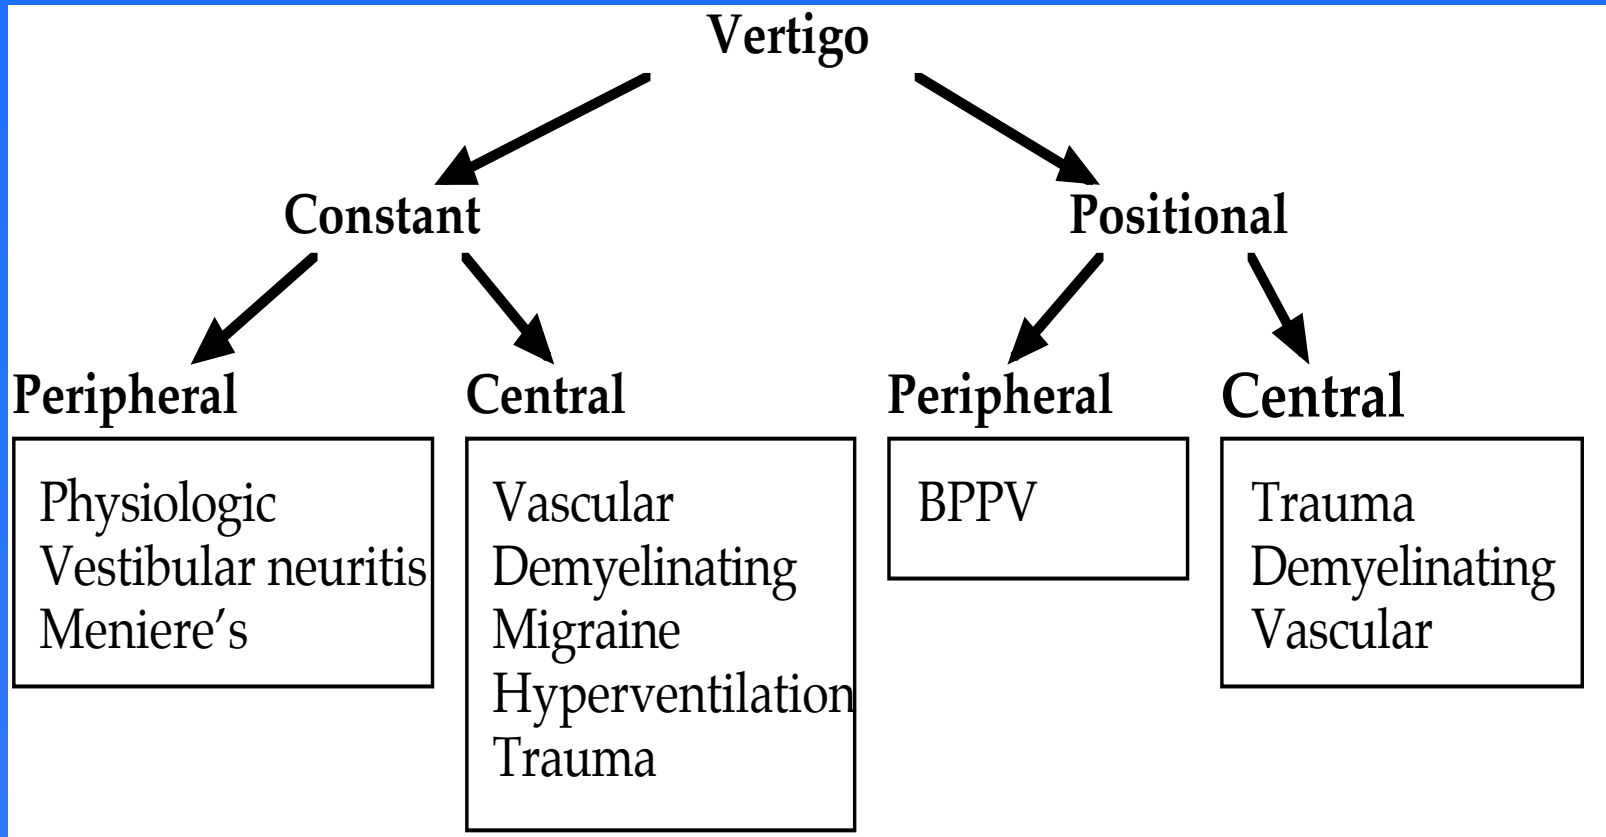 Vertigo
Constant
Positional
Peripheral
Central
Peripheral
Central
Physiologic
Vestibular neuritis
Meniere’s
Vascular
Demyelinating
Migraine
Hyperventilation
Trauma
BPPV
Trauma
Demyelinating
Vascular